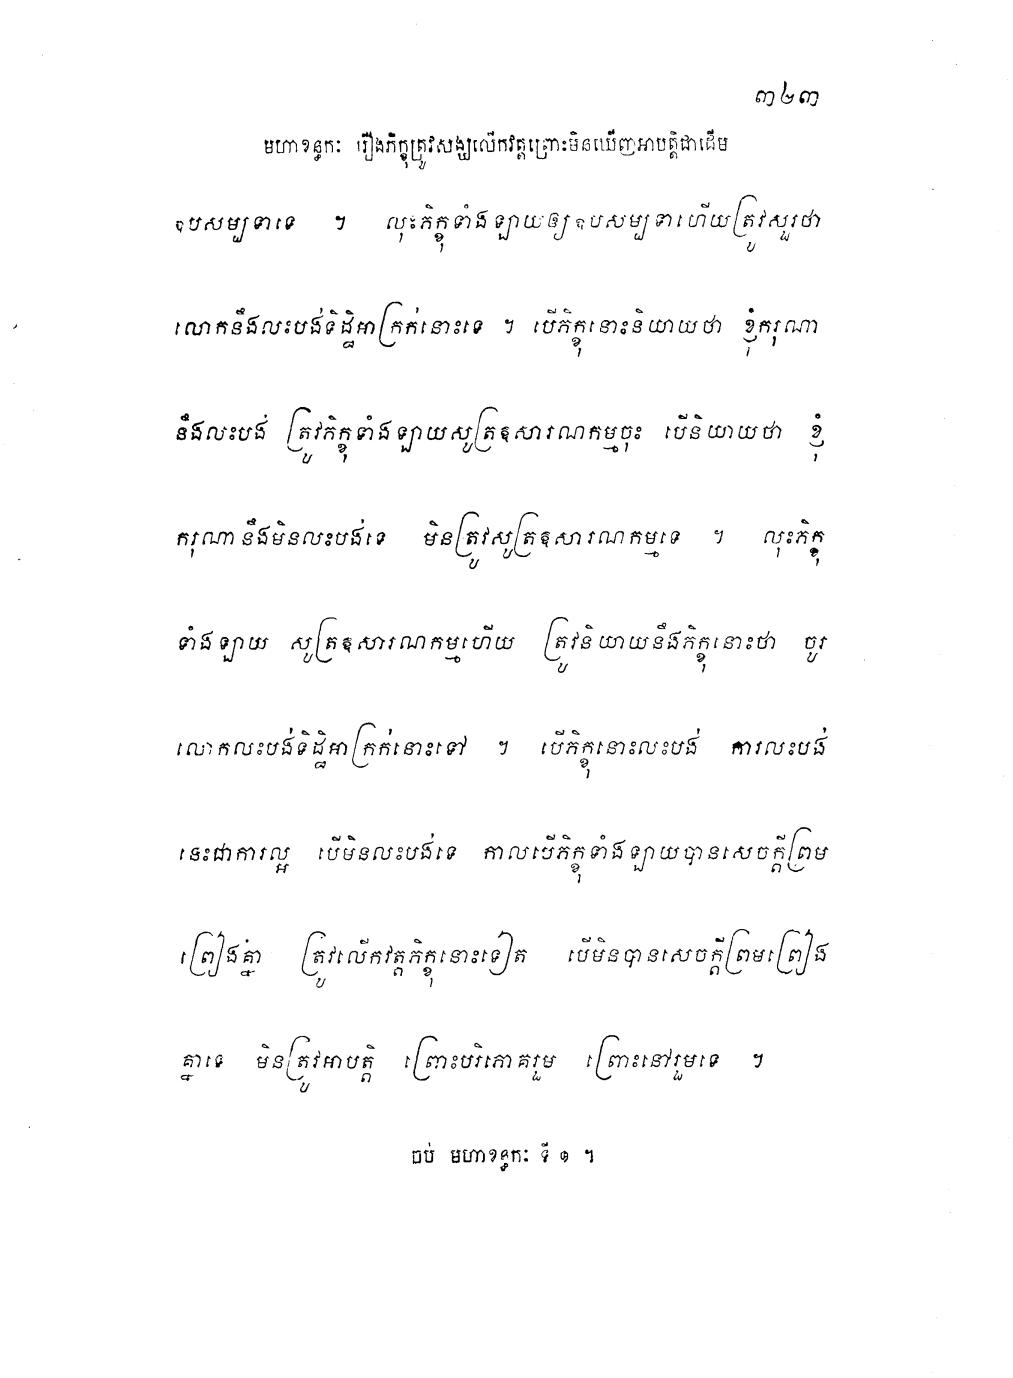 ៣២៣
មហាខន្ធកៈ រឿងភិក្ខុត្រូវសង្ឃលើកវត្តព្រោះមិនឃើញអាបត្តិជាដើម
ឧបសម្បទាទេ ។ លុះភិក្ខុទាំងឡាយឲ្យឧបសម្បទាហើយត្រូវសួរថា
លោកនឹងលះបង់ទិដ្ឋិអាក្រក់នោះទេ ។ បើភិក្ខុនោះនិយាយថា ខ្ញុំករុណា
នឹងលះបង់ ត្រូវភិក្ខុទាំងឡាយសូត្រឱសារណកម្មចុះ បើនិយាយថា ខ្ញុំ
ករុណានឹងមិនលះបង់ទេ មិនត្រូវសូត្រឱសារណកម្មទេ ។ លុះភិក្ខុ
ទាំងឡាយ សូត្រឱសារណកម្មហើយ ត្រូវនិយាយនឹងភិក្ខុនោះថា ចូរ
លោកលះបង់ទិដ្ឋិអាក្រក់នោះទៅ ។ បើភិក្ខុនោះលះបង់ ការលះបង់
នេះជាការល្អ បើមិនលះបង់ទេ កាលបើភិក្ខុទាំងឡាយបានសេចក្តីព្រម
ព្រៀងគ្នា ត្រូវលើកវត្តភិក្ខុនោះទៀត បើមិនបានសេចក្តីព្រមព្រៀង
គ្នាទេ មិនត្រូវអាបត្តិ ព្រោះបរិភោគរួម ព្រោះនៅរួមទេ ។
ចប់ មហាខន្ធកៈ ទី ១ ។